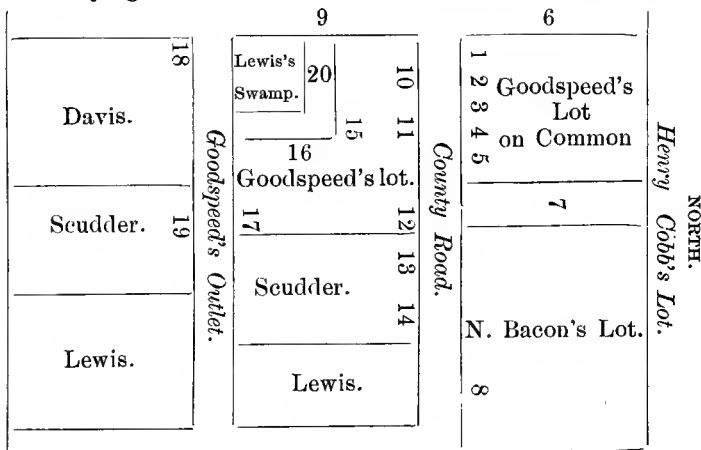 9
6
18
Davis.
Scudder.
19
Lewis.
Goodspeed's Outlet.
Lewis's
Swamp.
20
10
11
15
16
Goodspeed's lot.
17
12
13
Scudder.
14
Lewis.
County Road.
1
2
3
4
5
Goodspeed's
Lot
on Common
7
N. Bacon's Lot.
8
Henry Cobb's Lot.
NORTH.